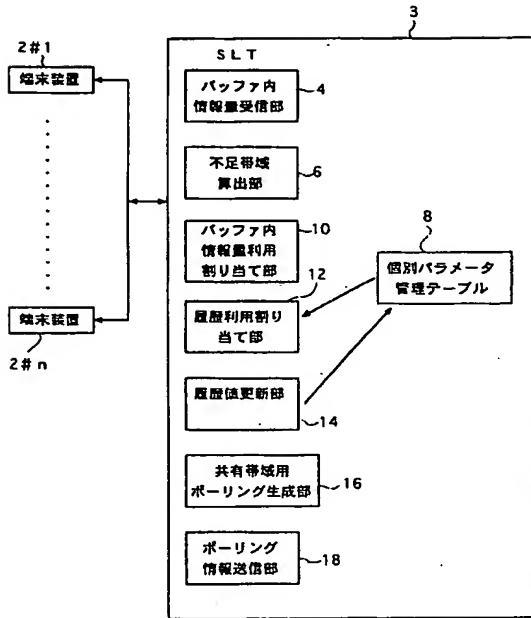 3
2#1
SLT
端末装置
バッファ内
情報量受信部
4
不足帯域
算出部
6
バッファ内
情報量利用
割り当て部
10
8
個別パラメータ
管理テーブル
12
履歴利用割り
当て部
端末装置
2#n
履歴値更新部
14
共有帯域用
ポーリング生成部
16
ポーリング
情報送信部
18